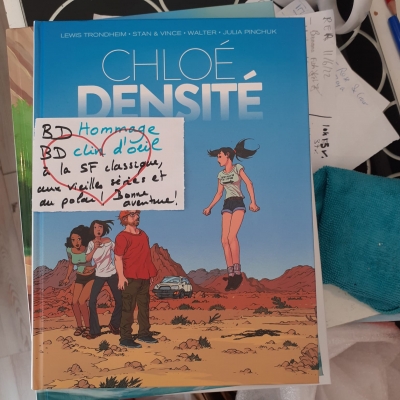 LEWIS TRONDHEIM • STAN & VINCE • WALTER • JULIA PINCHUK
CHLOÉ
DENSITÉ
BD Hommage
BD clin d'œil
à la SF classique,
aux vieilles séries et
au polar ! Bonne
aventure !